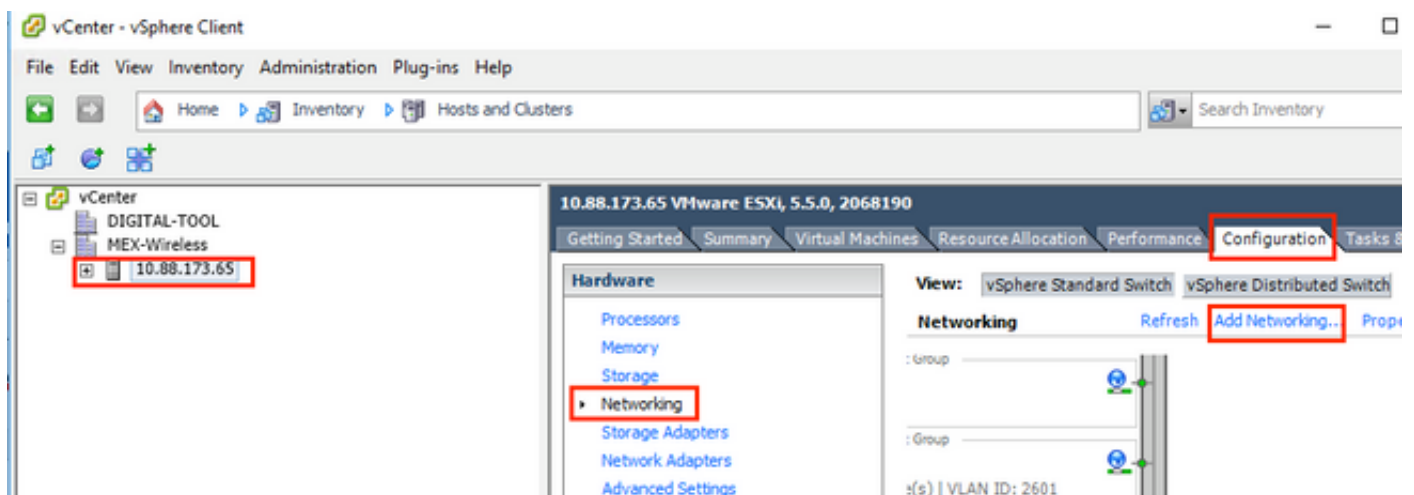 vCenter - vSphere Client
File Edit View Inventory Administration Plug-ins Help
Home Inventory Hosts and Clusters
Search Inventory
vCenter
DIGITAL-TOOL
MEX-Wireless
10.88.173.65
10.88.173.65 VMware ESXi, 5.5.0, 2068190
Getting Started Summary Virtual Machines Resource Allocation Performance Configuration Tasks &
Hardware
Processors
Memory
Storage
Networking
Storage Adapters
Network Adapters
Advanced Settings
View: vSphere Standard Switch vSphere Distributed Switch
Networking Refresh Add Networking... Prope
: Group
: Group
e(s) | VLAN ID: 2601